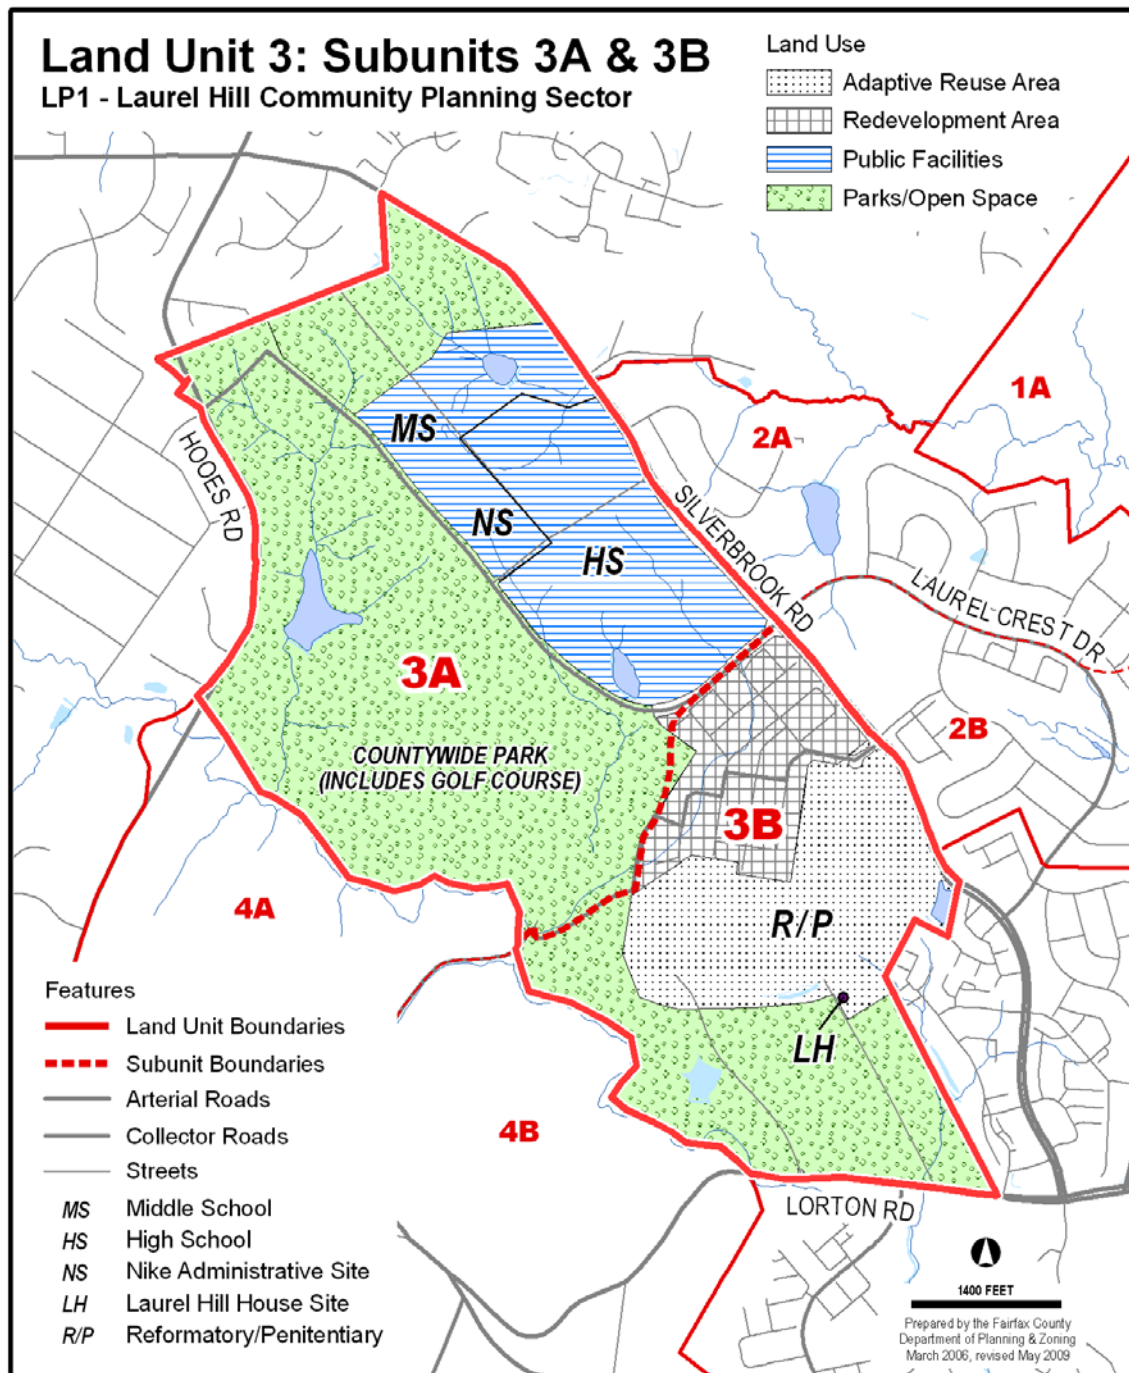 Land Unit 3: Subunits 3A & 3B
LP1 - Laurel Hill Community Planning Sector
Land Use
Adaptive Reuse Area
Redevelopment Area
Public Facilities
Parks/Open Space
1A
2A
MS
HOOES RD
NS
HS
SILVERBROOK RD
LAUREL CREST DR
3A
2B
COUNTYWIDE PARK
(INCLUDES GOLF COURSE)
3B
4A
R/P
LH
4B
LORTON RD
Features
Land Unit Boundaries
Subunit Boundaries
Arterial Roads
Collector Roads
Streets
MS Middle School
HS High School
NS Nike Administrative Site
LH Laurel Hill House Site
R/P Reformatory/Penitentiary
1400 FEET
Prepared by the Fairfax County
Department of Planning & Zoning
March 2006, revised May 2009